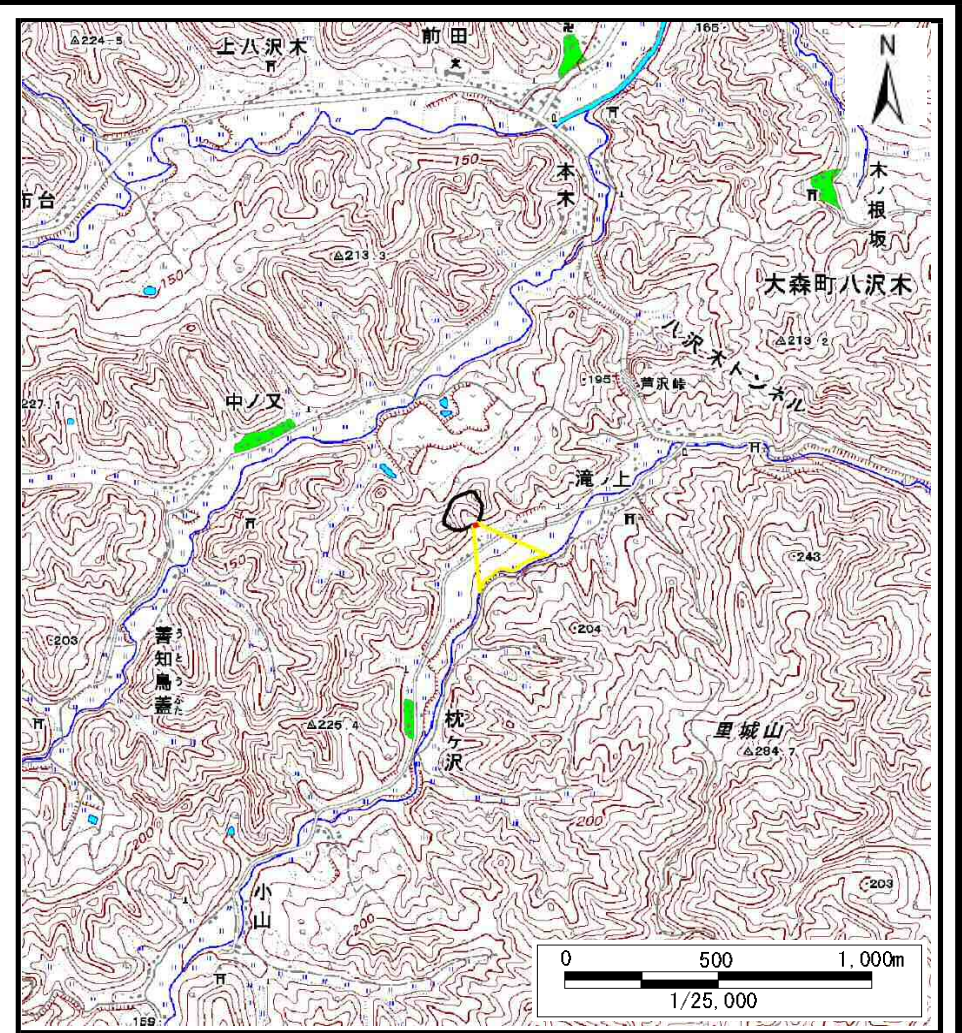 224.5
上八沢木
前田
165
N
150
本木
木ノ根坂
市台
213.3
150
大森町八沢木
八沢木トンネル
213.2
195
芦沢峠
227.1
中ノ又
滝ノ上
150
243
203
善知鳥蓋
うとうふた
204
225.4
枕ケ沢
里城山
284.7
200
200
小山
200
203
159
0 500 1,000m
1/25,000